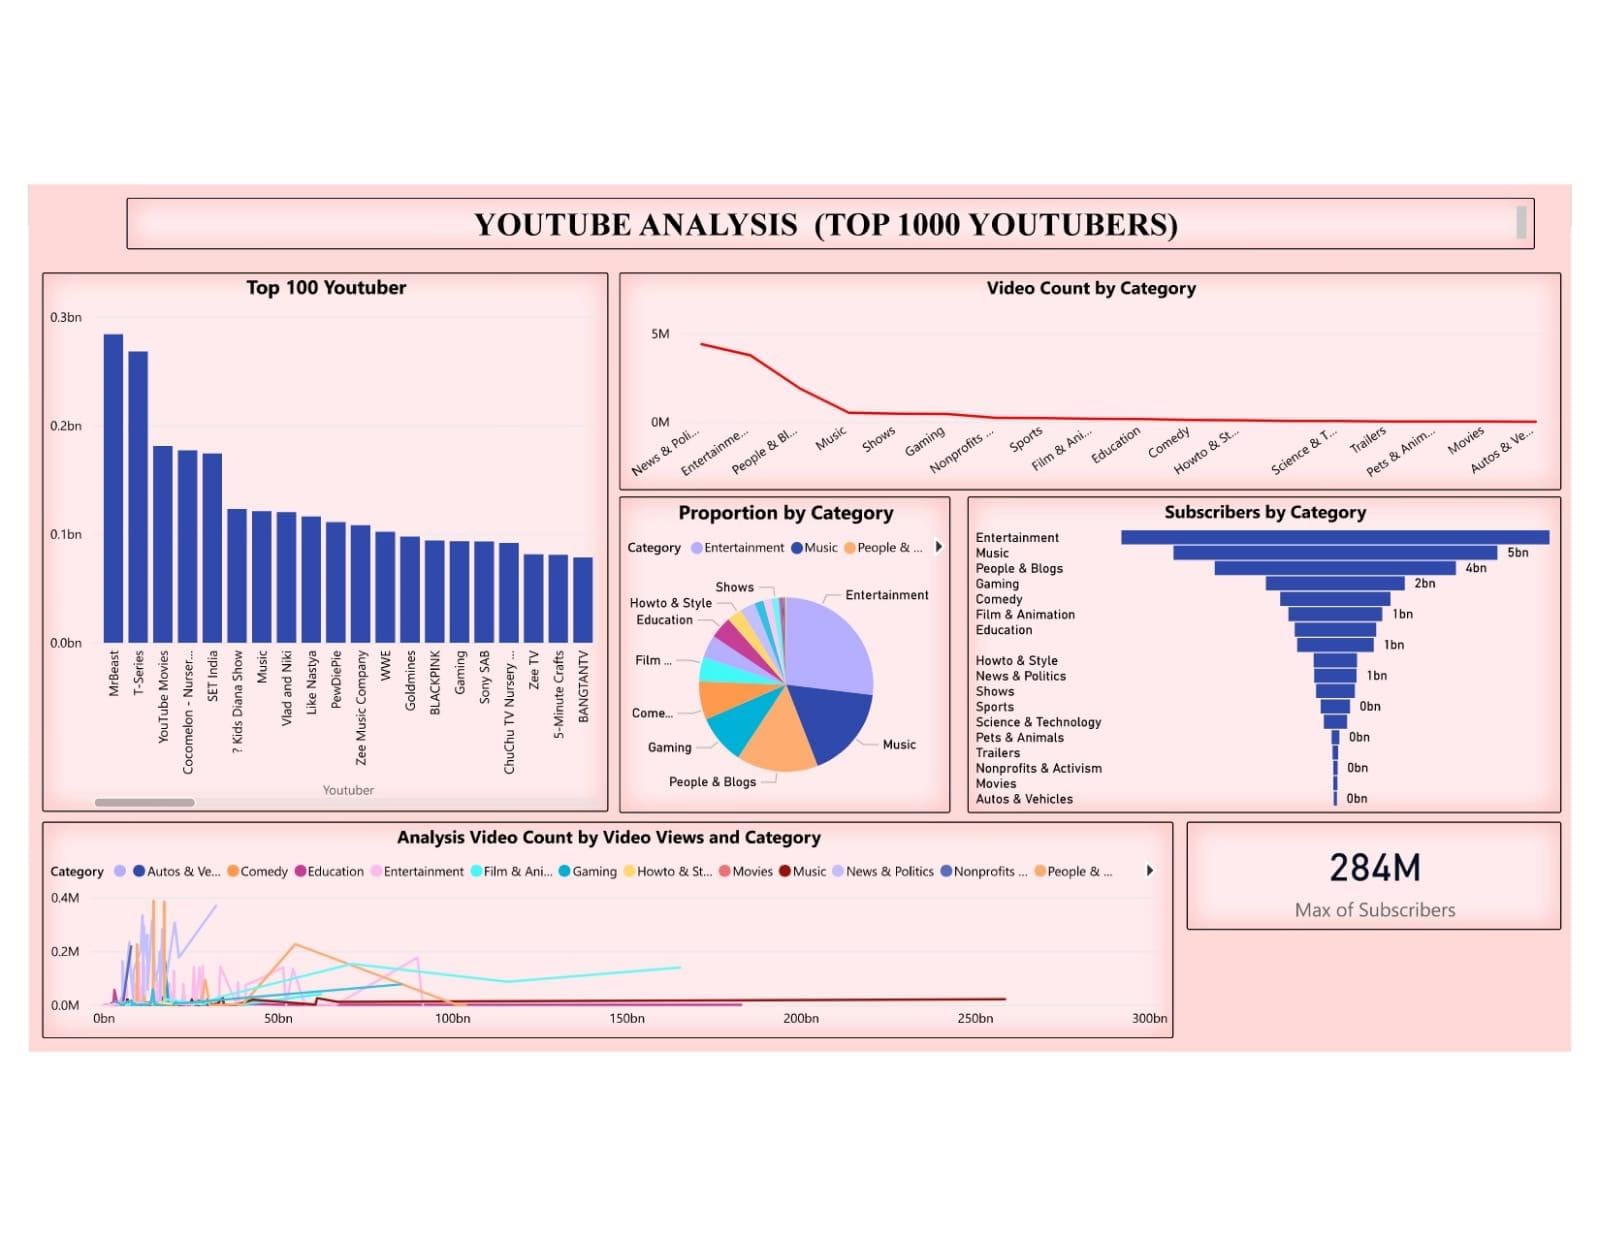 YOUTUBE ANALYSIS (TOP 1000 YOUTUBERS)
Top 100 Youtuber
0.3bn
0.2bn
0.1bn
0.0bn
MrBeast
T-Series
YouTube Movies
Cocomelon - Nurser...
SET India
? Kids Diana Show
Music
Vlad and Niki
Like Nastya
PewDiePie
Zee Music Company
WWE
Goldmines
BLACKPINK
Gaming
Sony SAB
ChuChu TV Nursery ...
Zee TV
5-Minute Crafts
BANGTANTV
Youtuber
Video Count by Category
5M
0M
News & Poli...
Entertainme...
People & Bl...
Music
Shows
Gaming
Nonprofits ...
Sports
Film & Ani...
Education
Comedy
Howto & St...
Science & T...
Trailers
Pets & Anim...
Movies
Autos & Ve...
Proportion by Category
Category Entertainment Music People & ...
Shows
Entertainment
Howto & Style
Education
Film ...
Come...
Gaming
Music
People & Blogs
Subscribers by Category
Entertainment
Music 5bn
People & Blogs 4bn
Gaming 2bn
Comedy
Film & Animation 1bn
Education
1bn
Howto & Style
News & Politics 1bn
Shows
Sports 0bn
Science & Technology
Pets & Animals 0bn
Trailers
Nonprofits & Activism 0bn
Movies
Autos & Vehicles 0bn
Analysis Video Count by Video Views and Category
Category Autos & Ve... Comedy Education Entertainment Film & Ani... Gaming Howto & St... Movies Music News & Politics Nonprofits ... People & ...
0.4M
0.2M
0.0M
0bn 50bn 100bn 150bn 200bn 250bn 300bn
284M
Max of Subscribers